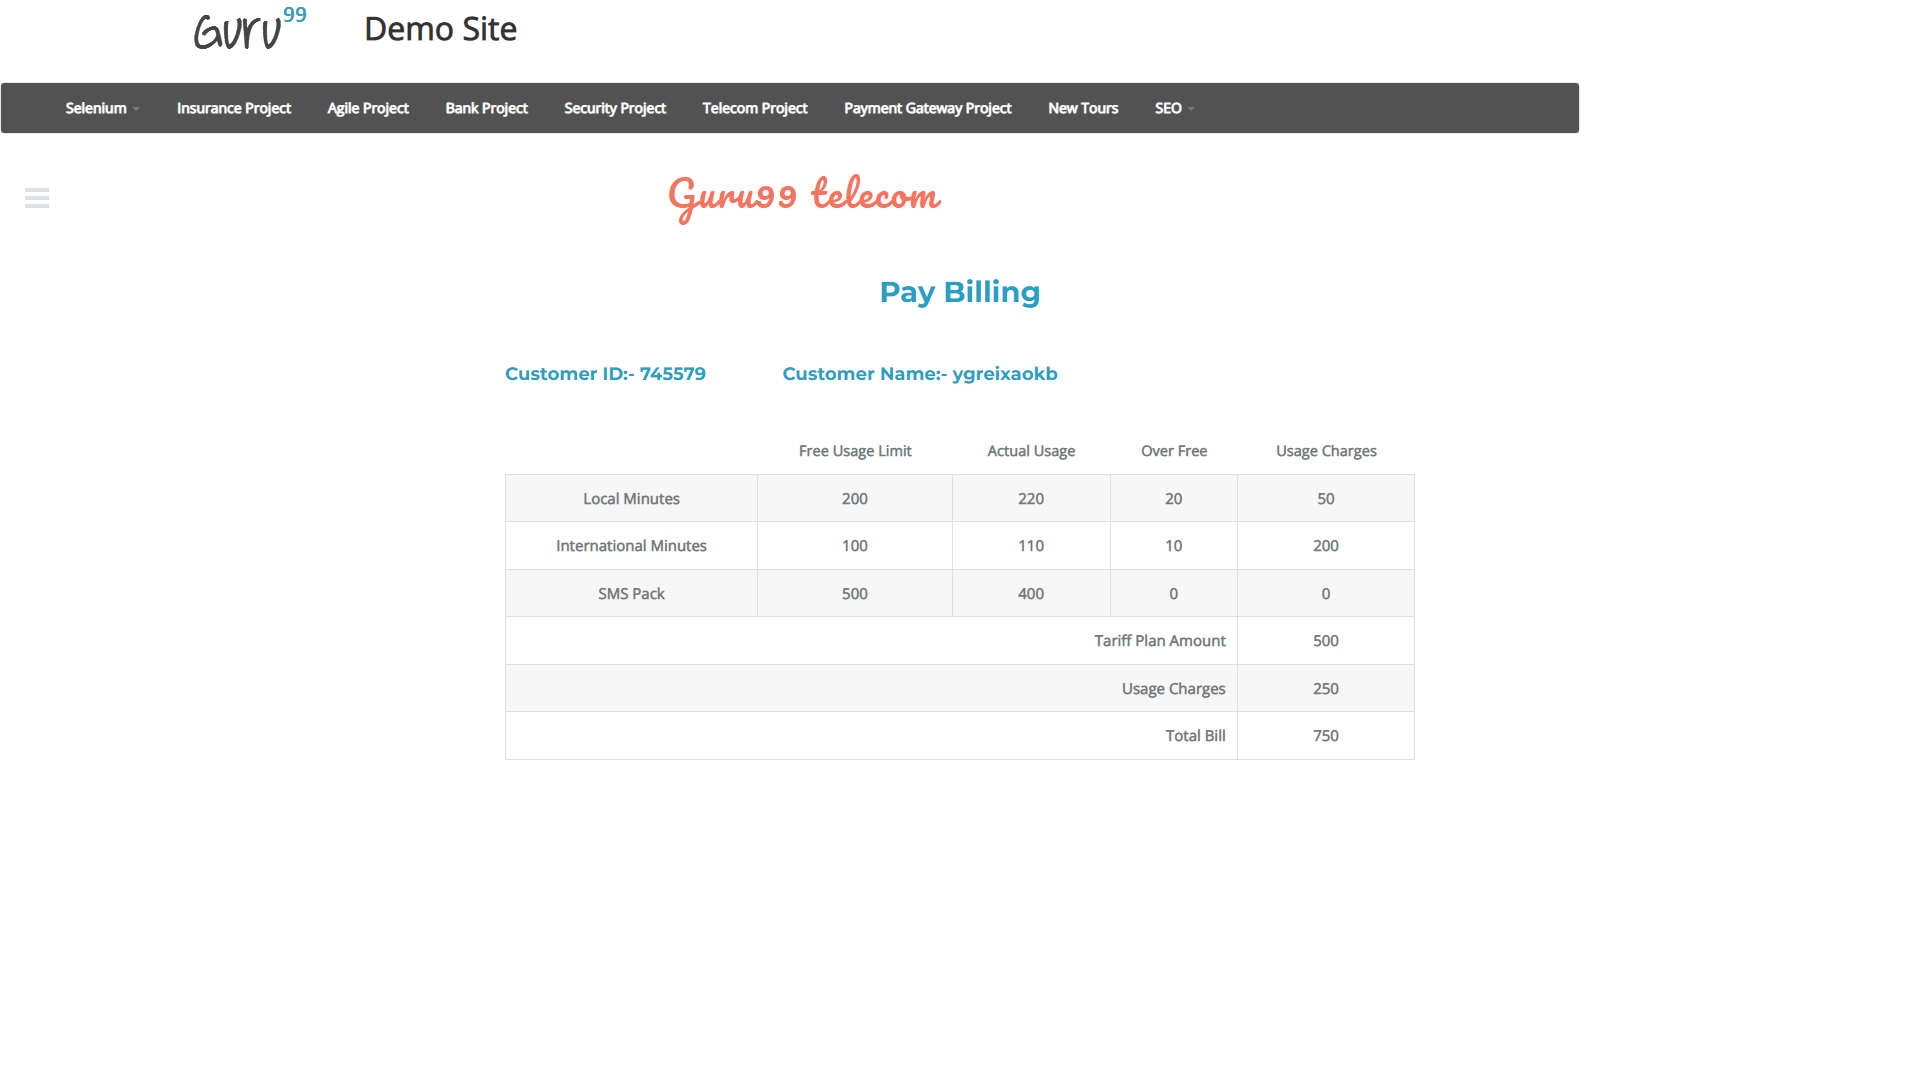 Guru99 Demo Site
Selenium Insurance Project Agile Project Bank Project Security Project Telecom Project Payment Gateway Project New Tours SEO
Guru99 telecom
Pay Billing
Customer ID:- 745579 Customer Name:- ygreixaokb
Free Usage Limit Actual Usage Over Free Usage Charges
Local Minutes 200 220 20 50
International Minutes 100 110 10 200
SMS Pack 500 400 0 0
Tariff Plan Amount 500
Usage Charges 250
Total Bill 750